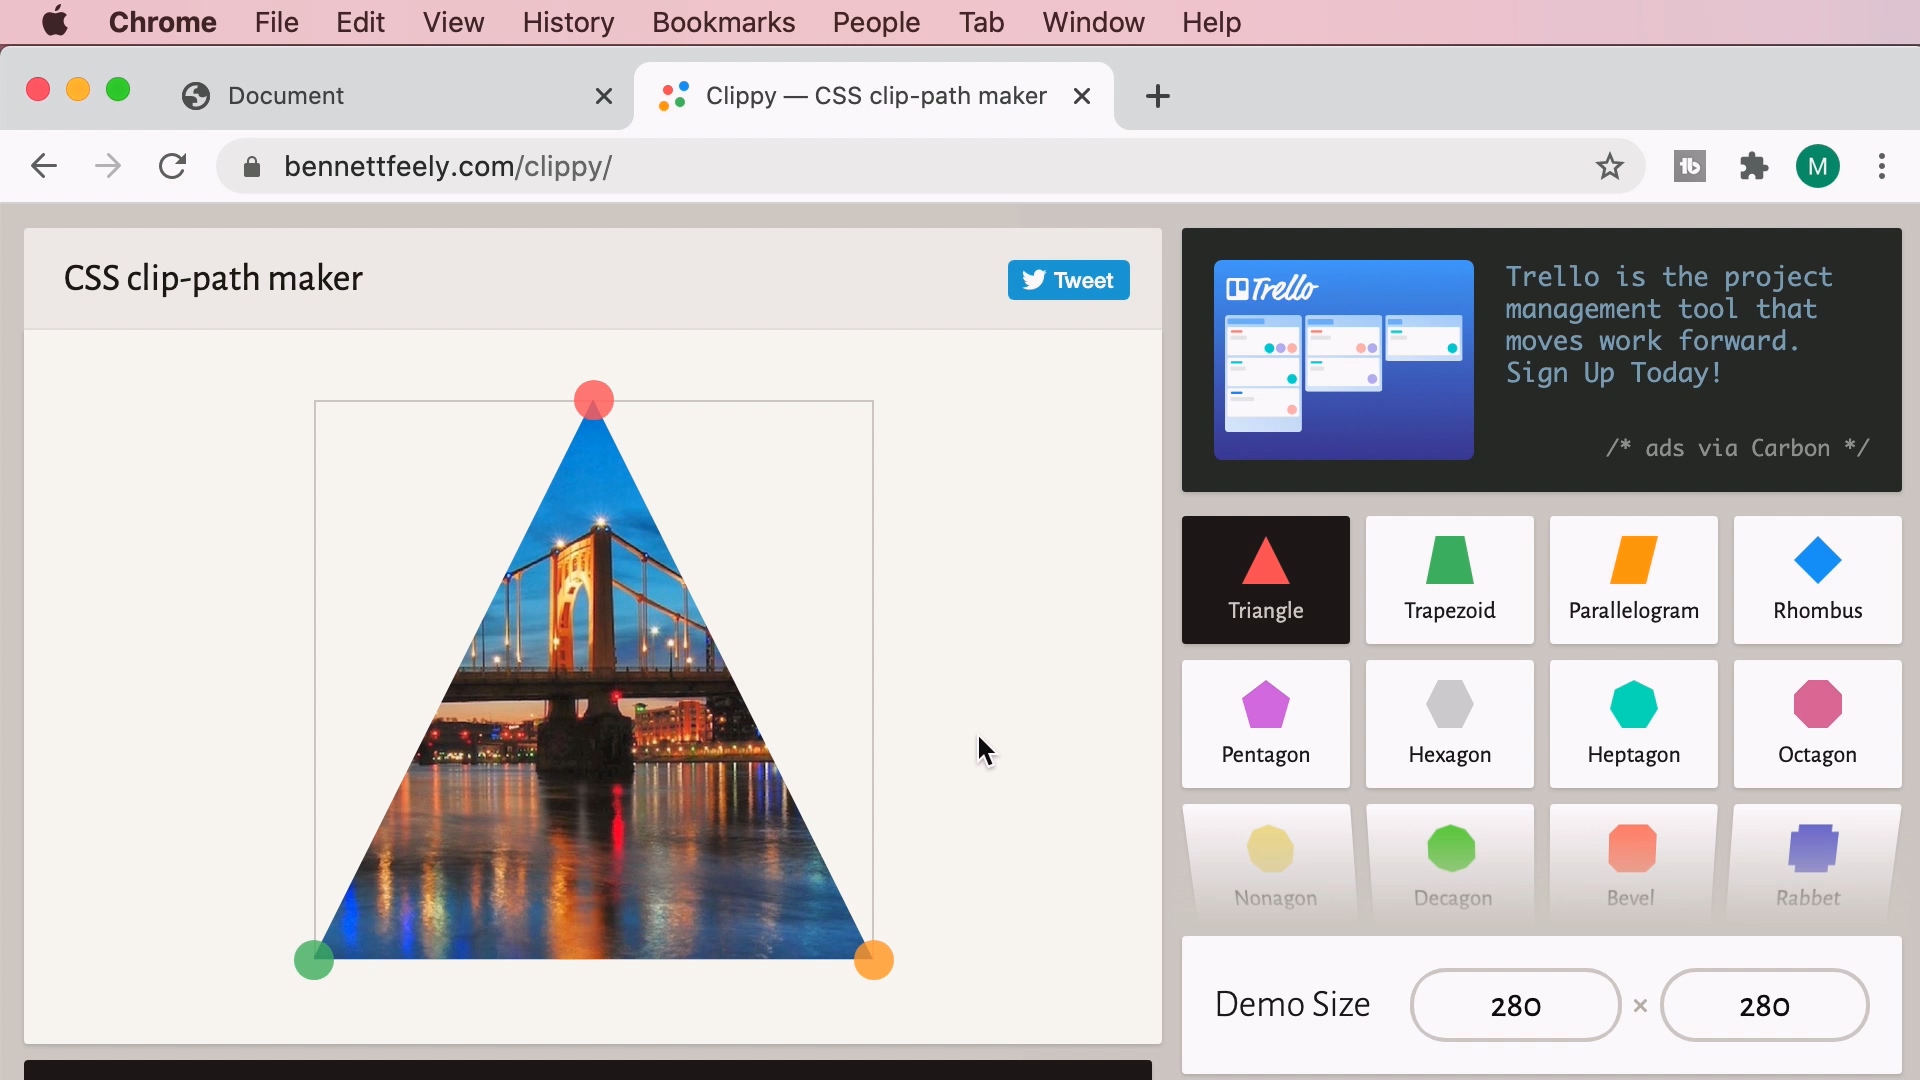 Chrome File Edit View History Bookmarks People Tab Window Help
Document
Clippy — CSS clip-path maker
bennettfeely.com/clippy/
M
CSS clip-path maker
Tweet
Trello
Trello is the project
management tool that
moves work forward.
Sign Up Today!
/* ads via Carbon */
Triangle Trapezoid Parallelogram Rhombus
Pentagon Hexagon Heptagon Octagon
Nonagon Decagon Bevel Rabbet
Demo Size 280 × 280